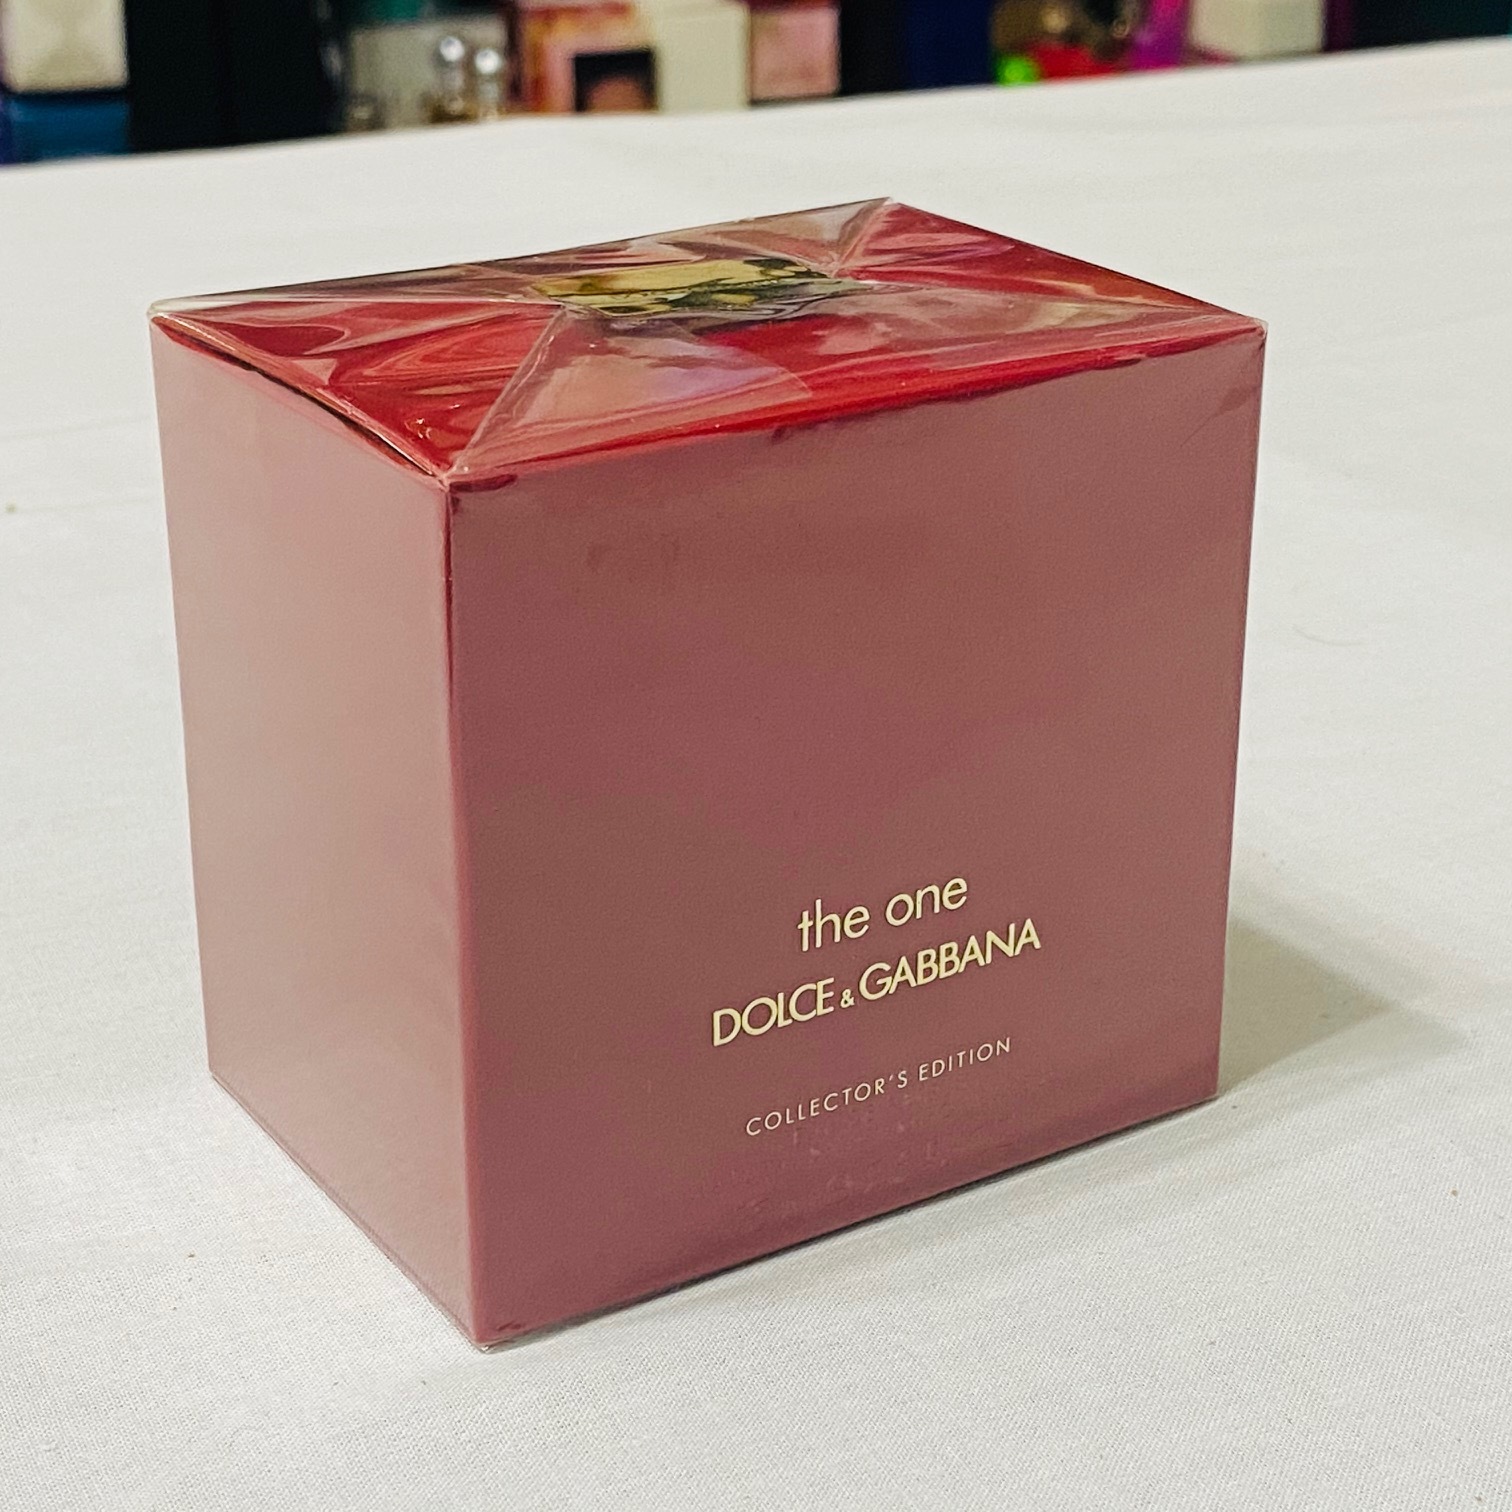 the one
DOLCE & GABBANA
COLLECTOR'S EDITION